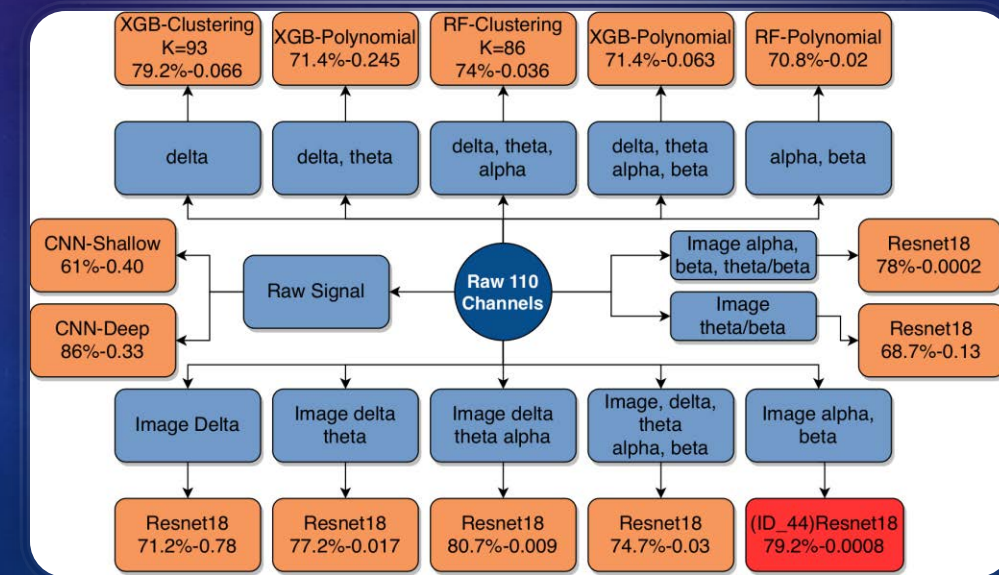 XGB-Clustering
K=93
79.2%-0.066
XGB-Polynomial
71.4%-0.245
RF-Clustering
K=86
74%-0.036
XGB-Polynomial
71.4%-0.063
RF-Polynomial
70.8%-0.02
delta
delta, theta
delta, theta,
alpha
delta, theta
alpha, beta
alpha, beta
CNN-Shallow
61%-0.40
CNN-Deep
86%-0.33
Raw Signal
Raw 110
Channels
Image alpha,
beta, theta/beta
Image
theta/beta
Resnet18
78%-0.0002
Resnet18
68.7%-0.13
Image Delta
Image delta
theta
Image delta
theta alpha
Image, delta,
theta
alpha, beta
Image alpha,
beta
Resnet18
71.2%-0.78
Resnet18
77.2%-0.017
Resnet18
80.7%-0.009
Resnet18
74.7%-0.03
(ID_44)Resnet18
79.2%-0.0008